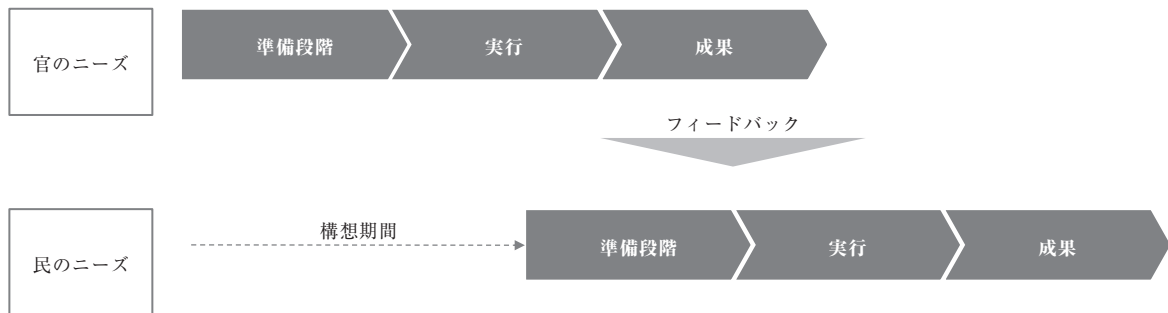 官のニーズ
準備段階
実行
成果
フィードバック
民のニーズ
構想期間
準備段階
実行
成果